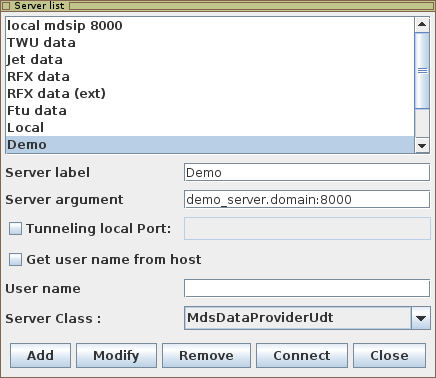 Server list
local mdsip 8000
TWU data
Jet data
RFX data
RFX data (ext)
Ftu data
Local
Demo
Server label Demo
Server argument demo_server.domain:8000
Tunneling local Port:
Get user name from host
User name
Server Class : MdsDataProviderUdt
Add Modify Remove Connect Close